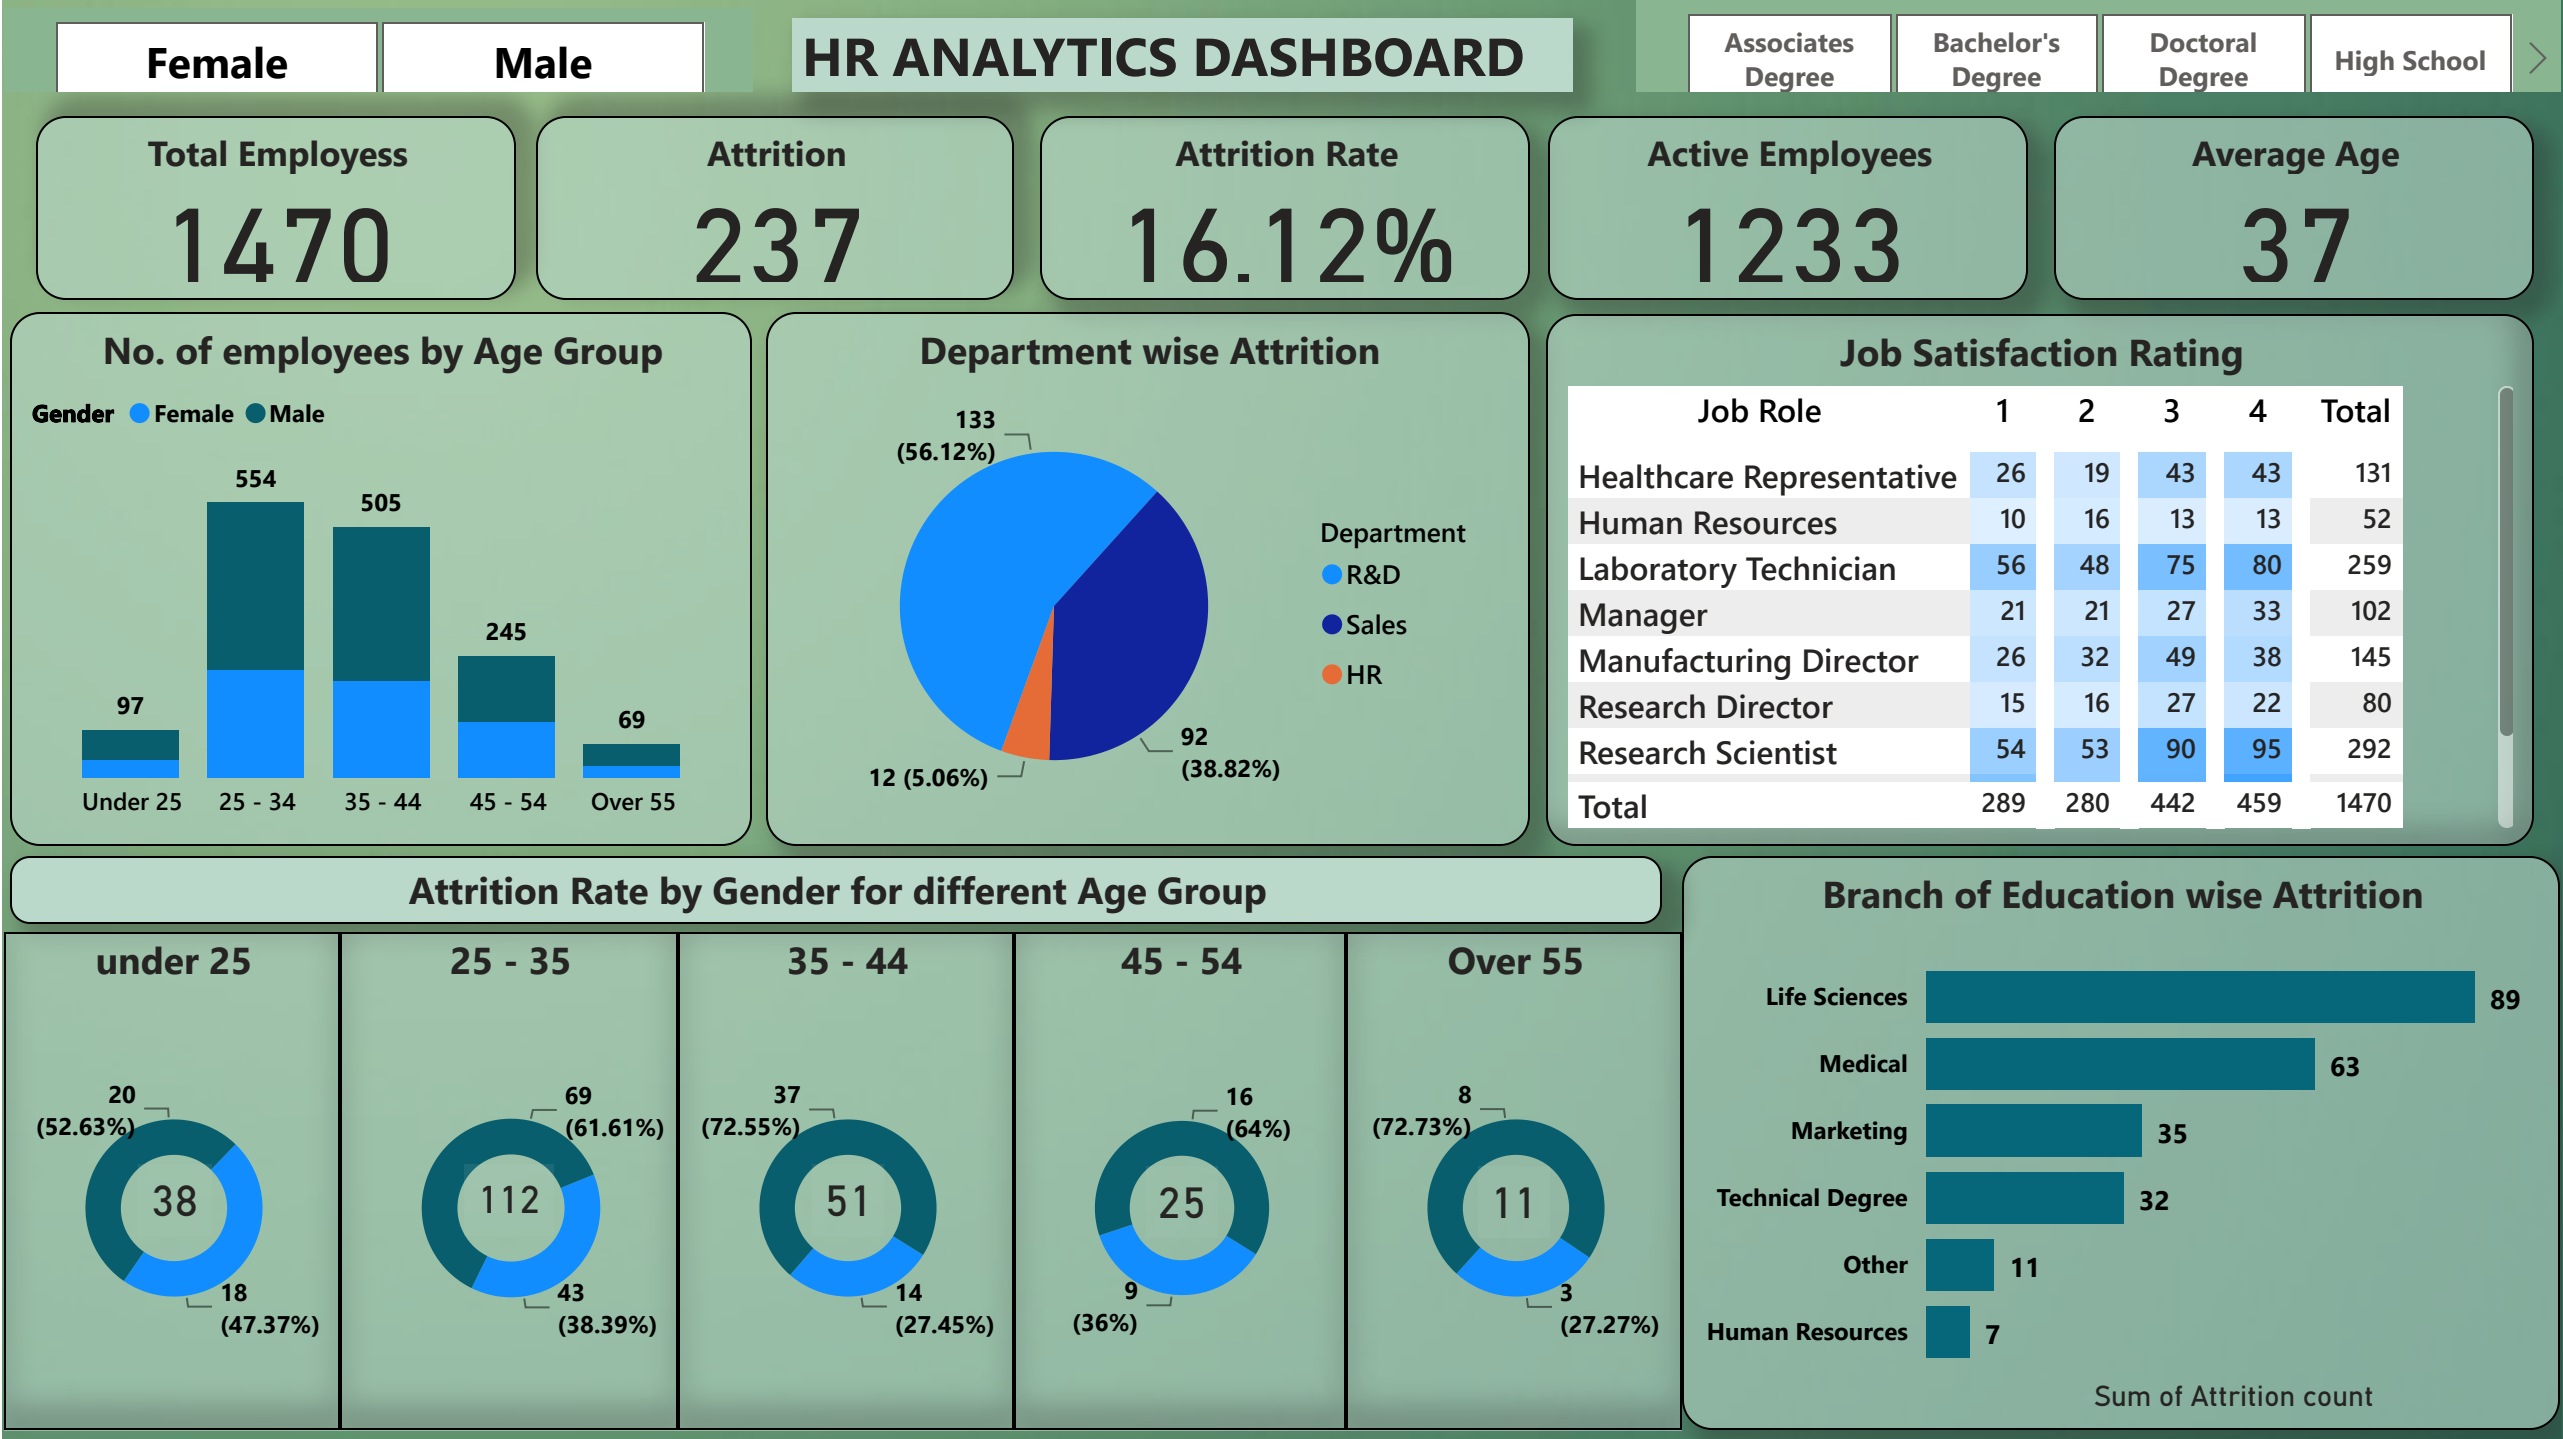 Female
Male
HR ANALYTICS DASHBOARD
Associates
Degree
Bachelor's
Degree
Doctoral
Degree
High School
Total Employess
1470
Attrition
237
Attrition Rate
16.12%
Active Employees
1233
Average Age
37
No. of employees by Age Group
Gender Female Male
554
505
245
97
69
Under 25 25 - 34 35 - 44 45 - 54 Over 55
Department wise Attrition
133
(56.12%)
92
(38.82%)
12 (5.06%)
Department
R&D
Sales
HR
Job Satisfaction Rating
Job Role 1 2 3 4 Total
Healthcare Representative 26 19 43 43 131
Human Resources 10 16 13 13 52
Laboratory Technician 56 48 75 80 259
Manager 21 21 27 33 102
Manufacturing Director 26 32 49 38 145
Research Director 15 16 27 22 80
Research Scientist 54 53 90 95 292
Total 289 280 442 459 1470
Attrition Rate by Gender for different Age Group
under 25
20
(52.63%)
38
18
(47.37%)
25 - 35
69
(61.61%)
112
43
(38.39%)
35 - 44
37
(72.55%)
51
14
(27.45%)
45 - 54
16
(64%)
25
9
(36%)
Over 55
8
(72.73%)
11
3
(27.27%)
Branch of Education wise Attrition
Life Sciences 89
Medical 63
Marketing 35
Technical Degree 32
Other 11
Human Resources 7
Sum of Attrition count